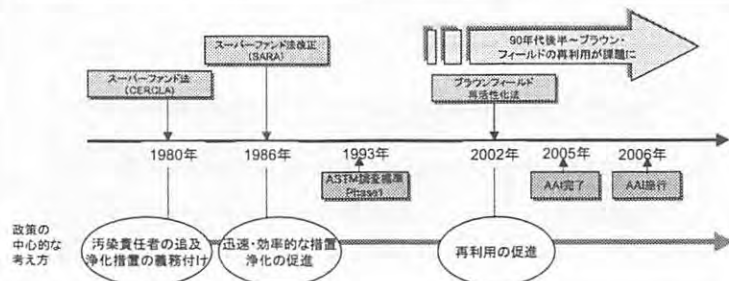 90年代後半～ブラウン・
フィールドの再利用が課題に
スーパーファンド法改正
(SARA)
スーパーファンド法
(CERCLA)
ブラウンフィールド
再活性化法
1980年
1986年
1993年
2002年
2005年
2006年
ASTM調査標準
Phase1
AAI完了
AAI施行
政策の
中心的な
考え方
汚染責任者の追及
浄化措置の義務付け
迅速・効率的な措置
浄化の促進
再利用の促進